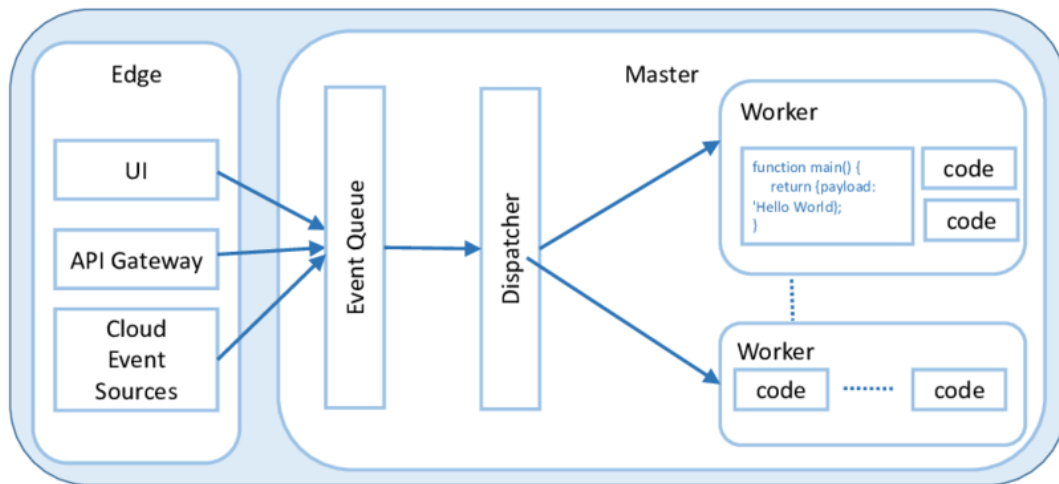 Edge
UI
API Gateway
Cloud
Event
Sources
Master
Event Queue
Dispatcher
Worker
function main() {
return {payload:
'Hello World};
}
code
code
Worker
code
code